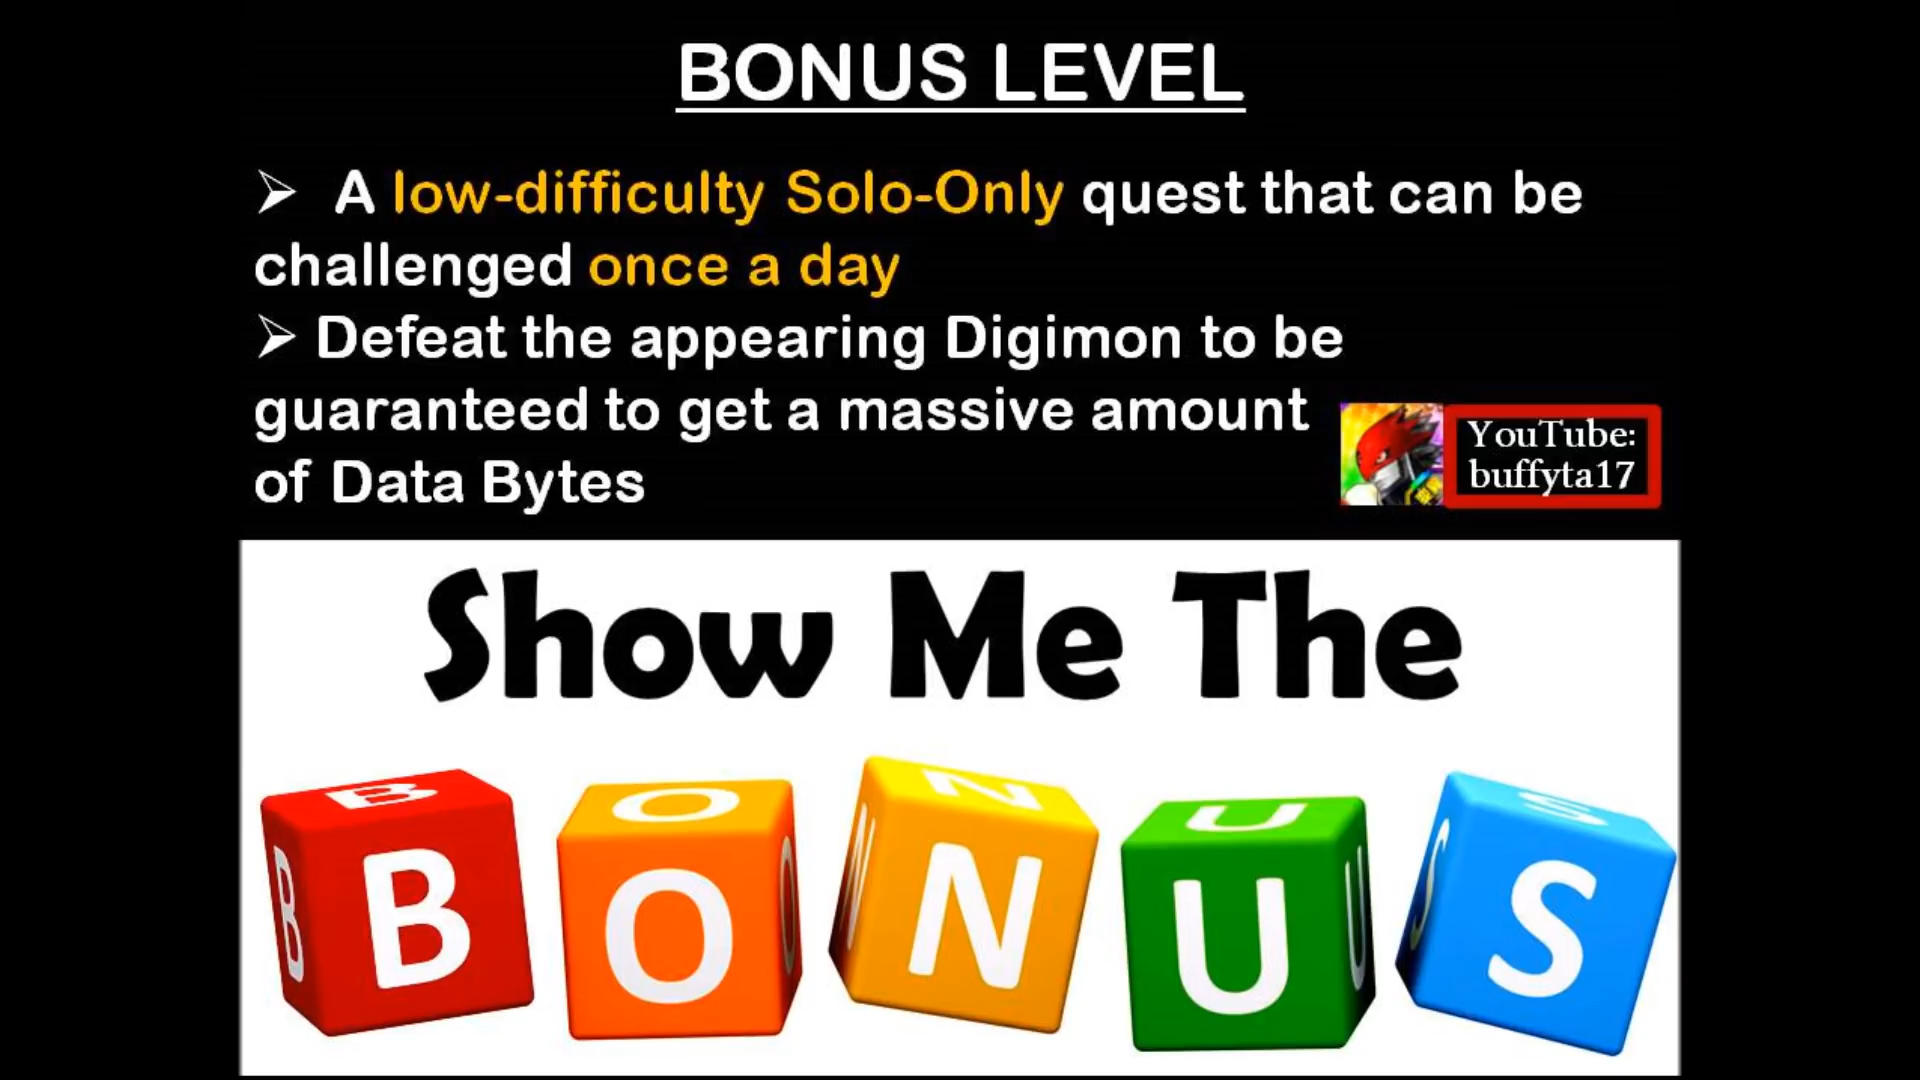 BONUS LEVEL
➢ A low-difficulty Solo-Only quest that can be
challenged once a day
➢ Defeat the appearing Digimon to be
guaranteed to get a massive amount
of Data Bytes
YouTube:
buffyta17
Show Me The
B O N U S
B O N U S
B O N U S